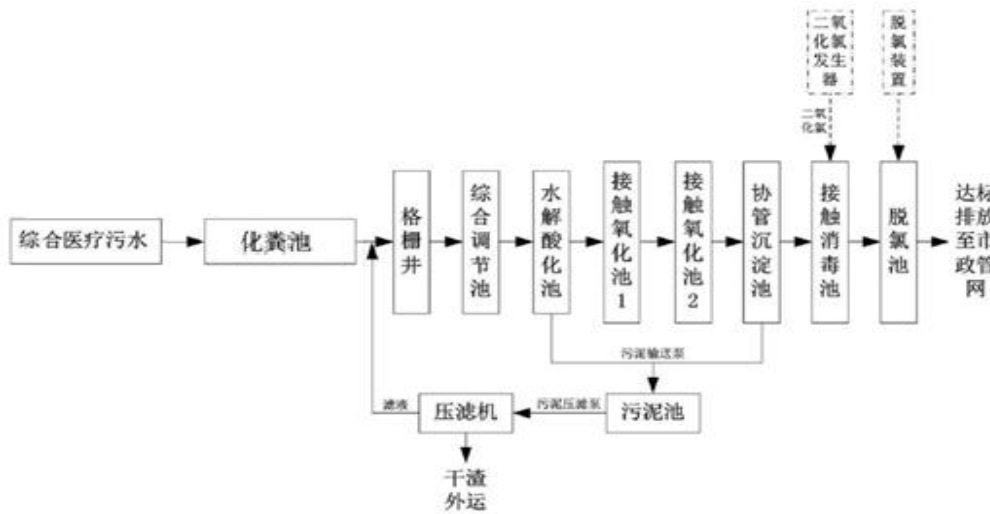 二氧
化氯
发生
器
脱
氯
装
置
二氧
化氯
综合医疗污水
化粪池
格
栅
井
综
合
调
节
池
水
解
酸
化
池
接
触
氧
化
池
1
接
触
氧
化
池
2
协
管
沉
淀
池
接
触
消
毒
池
脱
氯
池
达标
排放
至市
政管
网
污泥输送泵
滤液
压滤机
污泥压滤泵
污泥池
干渣
外运